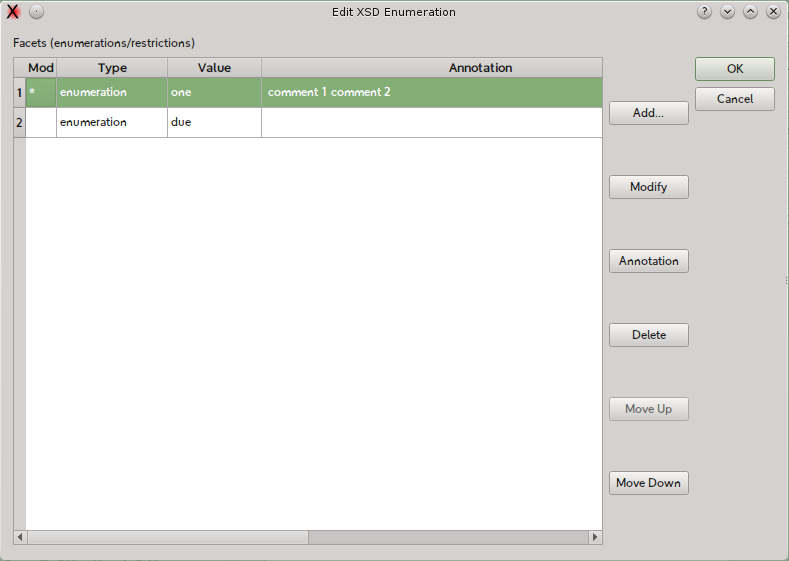 Edit XSD Enumeration
Facets (enumerations/restrictions)
Mod Type Value Annotation
1 * enumeration one comment 1 comment 2
2 enumeration due
OK
Cancel
Add...
Modify
Annotation
Delete
Move Up
Move Down